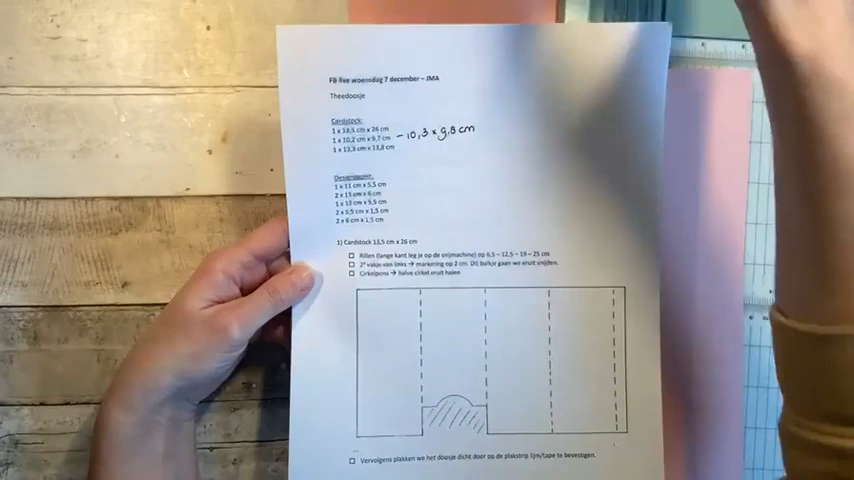 FB live woensdag 7 december – JMA
Theedoosje
Cardstock:
1 x 13,5 cm x 26 cm
1 x 10,2 cm x 9,7 cm – 10,3 x 9,8 cm
1 x 13,3 cm x 13,8 cm
Designpapier:
1 x 11 cm x 5,5 cm
2 x 13 cm x 6 cm
1 x 13 cm x 5,5 cm
2 x 5,5 cm x 1,5 cm
2 x 6 cm x 1,5 cm
1) Cardstock 13,5 cm x 26 cm
☐ Rillen (lange kant leg je op de snijmachine) op 6,5 – 12,5 – 19 – 25 cm
☐ 2e vakje van links → markering op 2 cm. Dit balkje gaan we eruit snijden.
☐ Cirkelpons → halve cirkel eruit halen
☐ Vervolgens plakken we het doosje dicht door op de plakstrip lijm/tape te bevestigen.